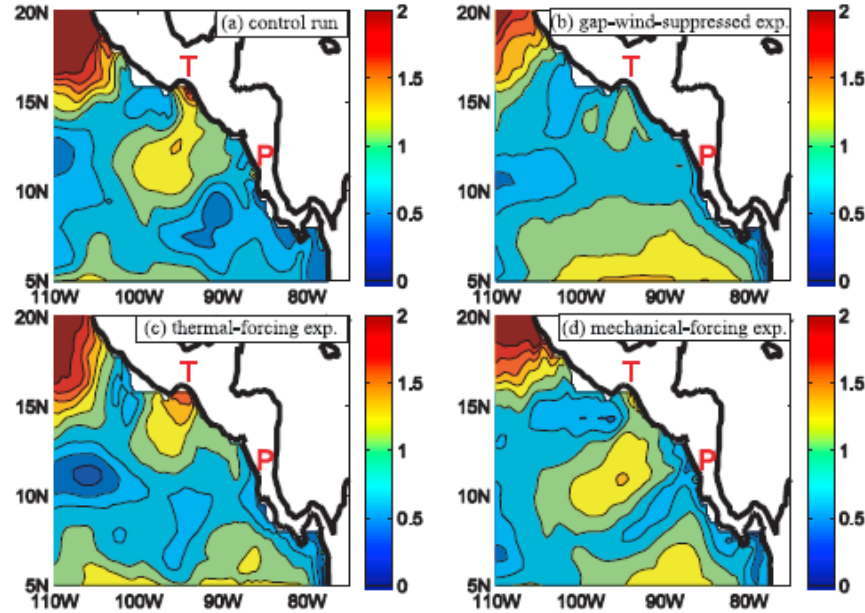 (a) control run
T
P
20N
15N
10N
5N
110W 100W 90W 80W
2
1.5
1
0.5
0
(b) gap-wind-suppressed exp.
T
P
20N
15N
10N
5N
110W 100W 90W 80W
2
1.5
1
0.5
0
(c) thermal-forcing exp.
T
P
20N
15N
10N
5N
110W 100W 90W 80W
2
1.5
1
0.5
0
(d) mechanical-forcing exp.
T
P
20N
15N
10N
5N
110W 100W 90W 80W
2
1.5
1
0.5
0